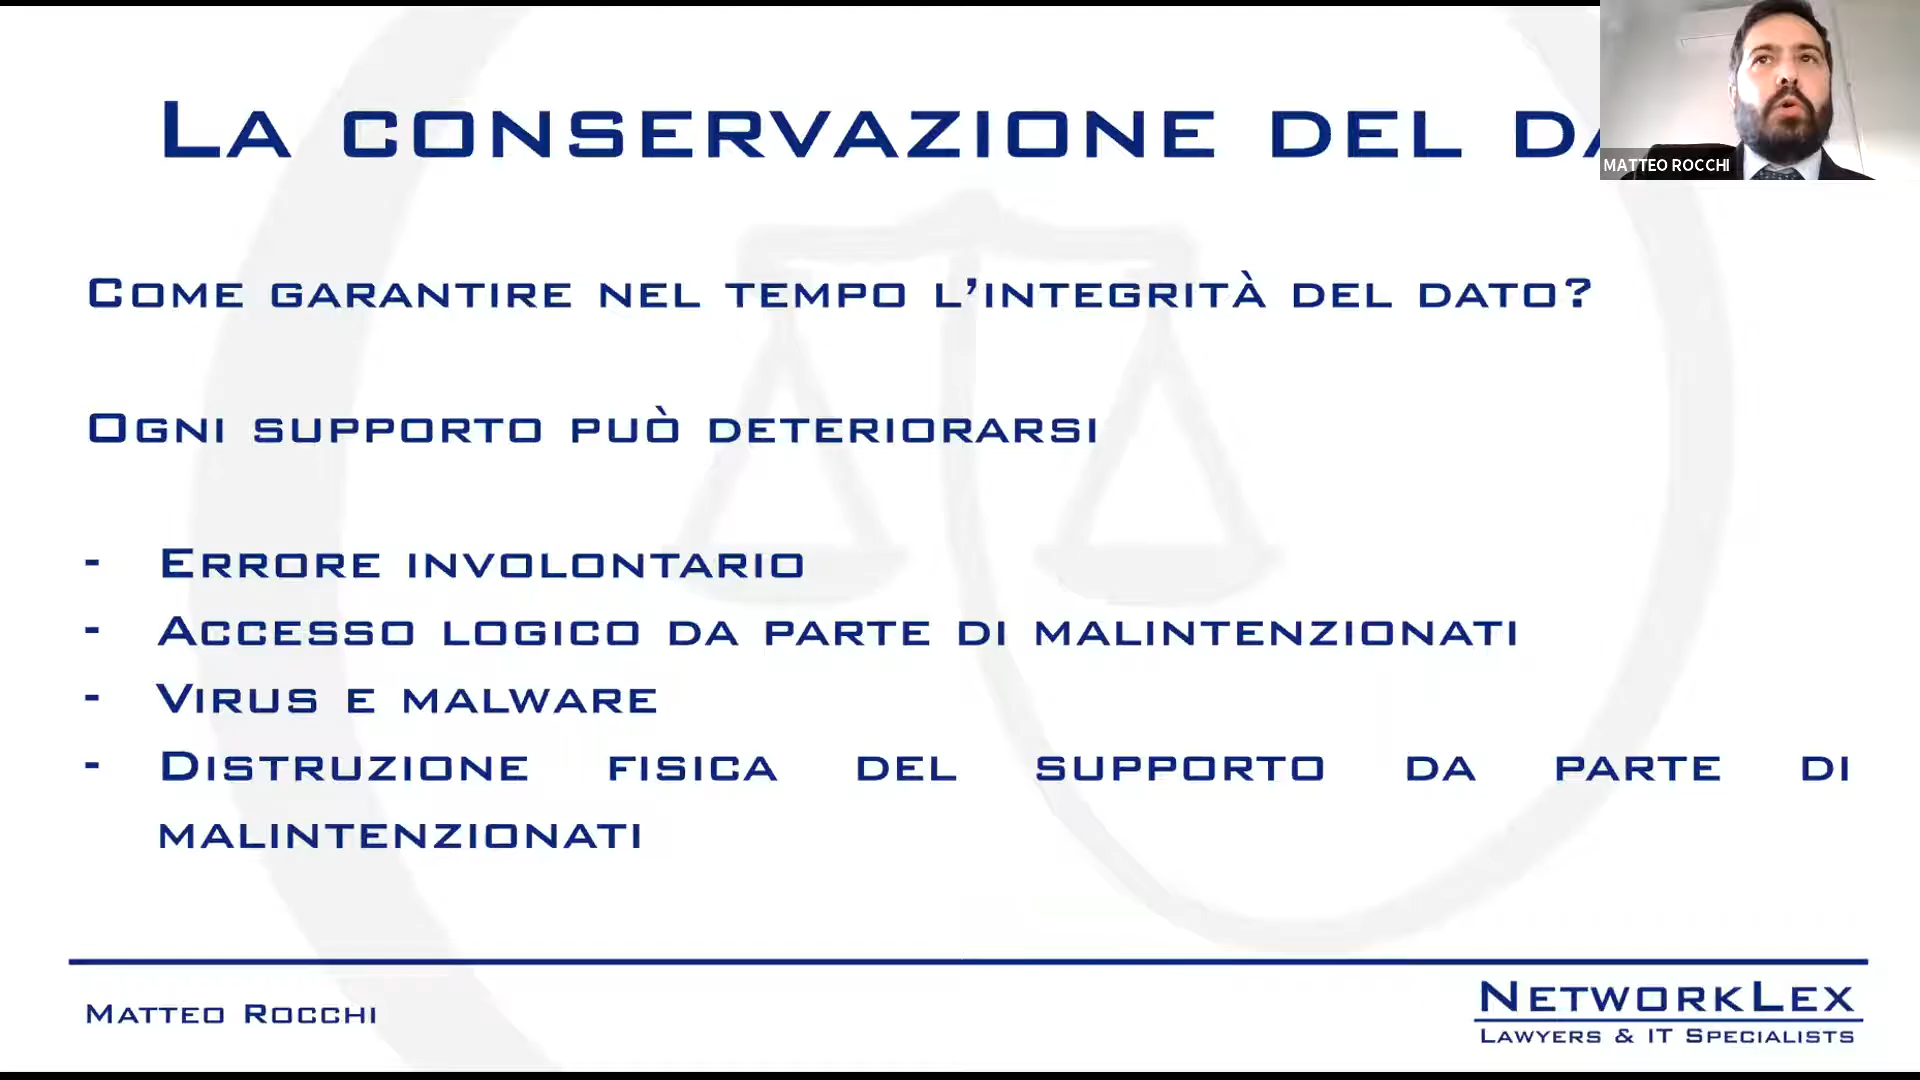 LA CONSERVAZIONE DEL
MATTEO ROCCHI
COME GARANTIRE NEL TEMPO L'INTEGRITÀ DEL DATO?
OGNI SUPPORTO PUÒ DETERIORARSI
- ERRORE INVOLONTARIO
- ACCESSO LOGICO DA PARTE DI MALINTENZIONATI
- VIRUS E MALWARE
- DISTRUZIONE FISICA DEL SUPPORTO DA PARTE DI
MALINTENZIONATI
MATTEO ROCCHI
NETWORKLEX
LAWYERS & IT SPECIALISTS